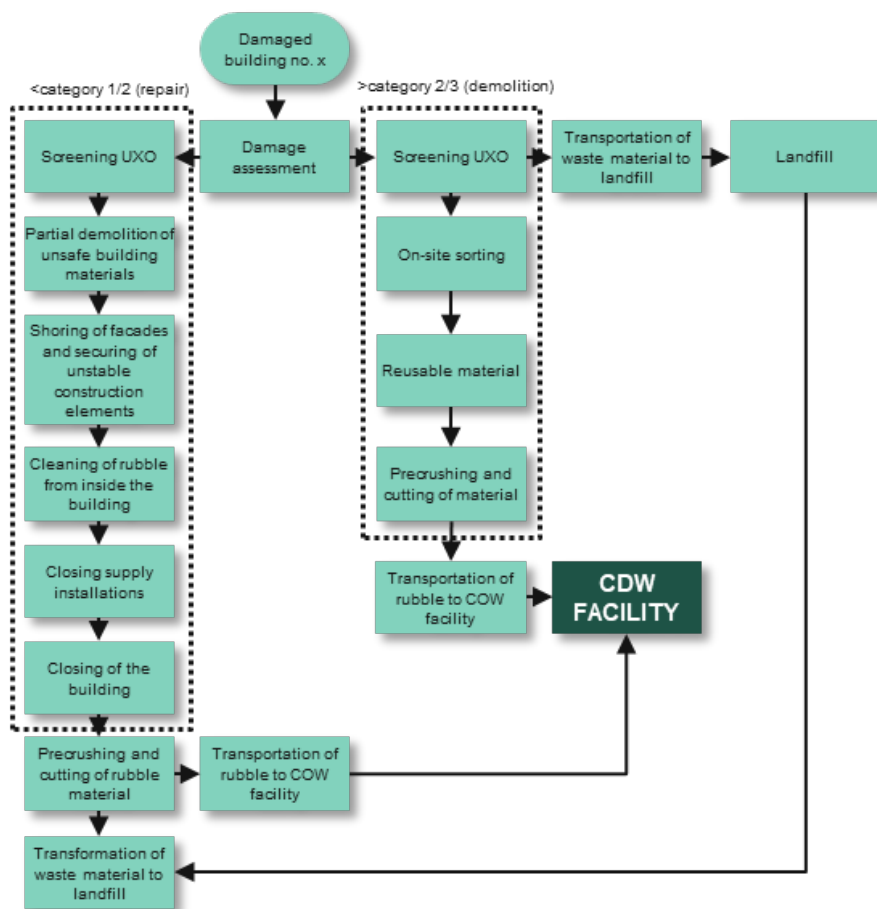 Damaged
building no. x
<category 1/2 (repair)
>category 2/3 (demolition)
Screening UXO
Damage
assessment
Screening UXO
Transportation of
waste material to
landfill
Landfill
Partial demolition of
unsafe building
materials
On-site sorting
Shoring of facades
and securing of
unstable
construction
elements
Reusable material
Cleaning of rubble
from inside the
building
Precrushing and
cutting of material
Closing supply
installations
Transportation of
rubble to COW
facility
CDW
FACILITY
Closing of the
building
Precrushing and
cutting of rubble
material
Transportation of
rubble to COW
facility
Transformation of
waste material to
landfill